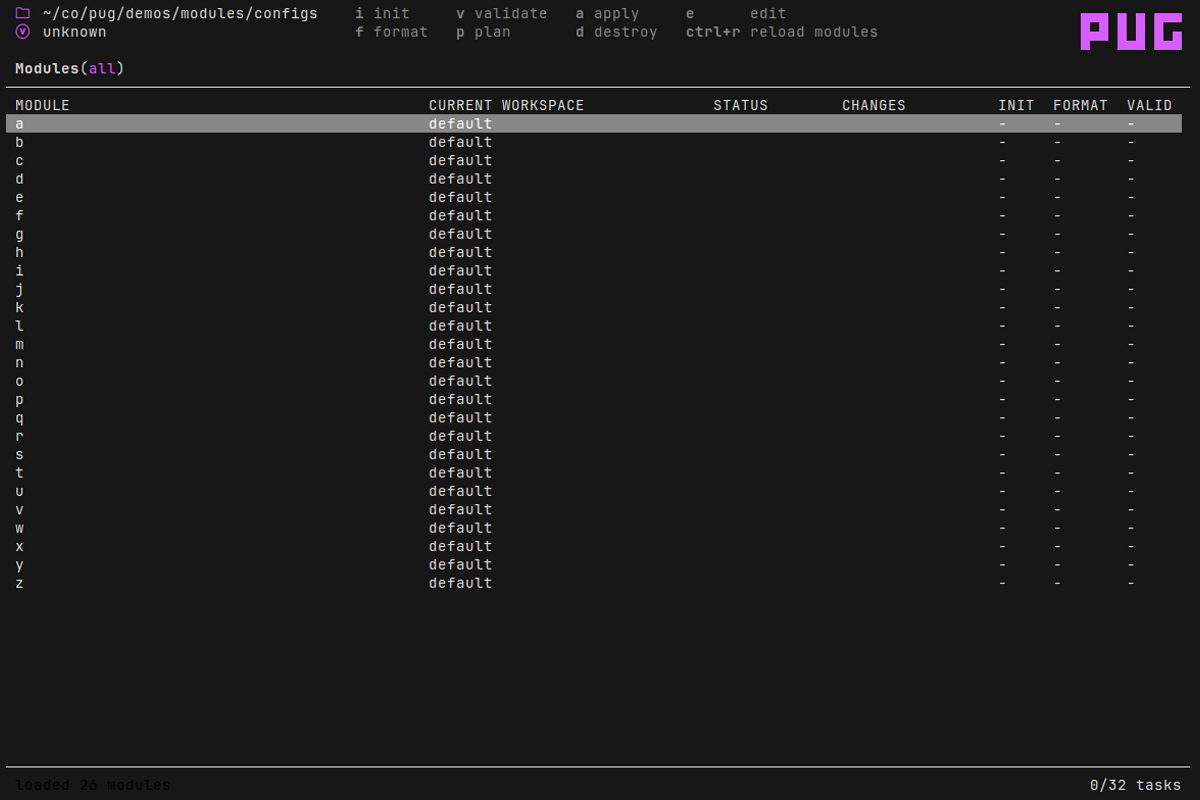 ~/co/pug/demos/modules/configs i init v validate a apply e edit PUG
v unknown f format p plan d destroy ctrl+r reload modules
Modules(all)
MODULE CURRENT WORKSPACE STATUS CHANGES INIT FORMAT VALID
a default - - -
b default - - -
c default - - -
d default - - -
e default - - -
f default - - -
g default - - -
h default - - -
i default - - -
j default - - -
k default - - -
l default - - -
m default - - -
n default - - -
o default - - -
p default - - -
q default - - -
r default - - -
s default - - -
t default - - -
u default - - -
v default - - -
w default - - -
x default - - -
y default - - -
z default - - -
loaded 26 modules 0/32 tasks